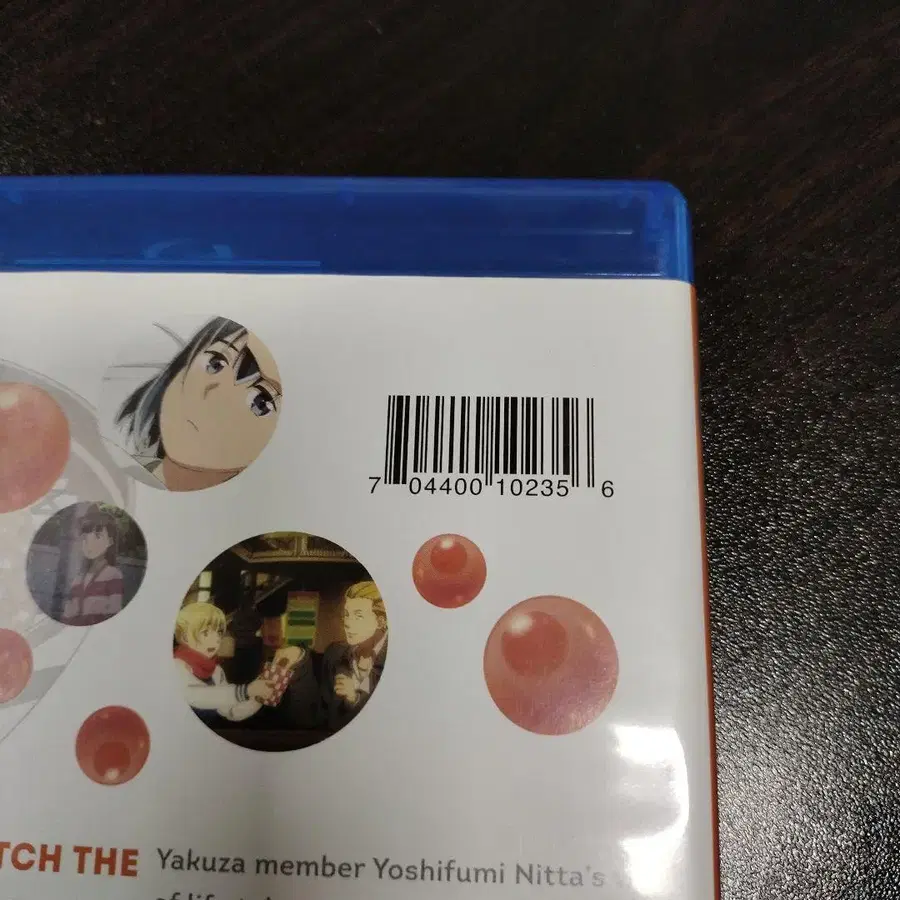 7 04400 10235 6
TCH THE
Yakuza member Yoshifumi Nitta's